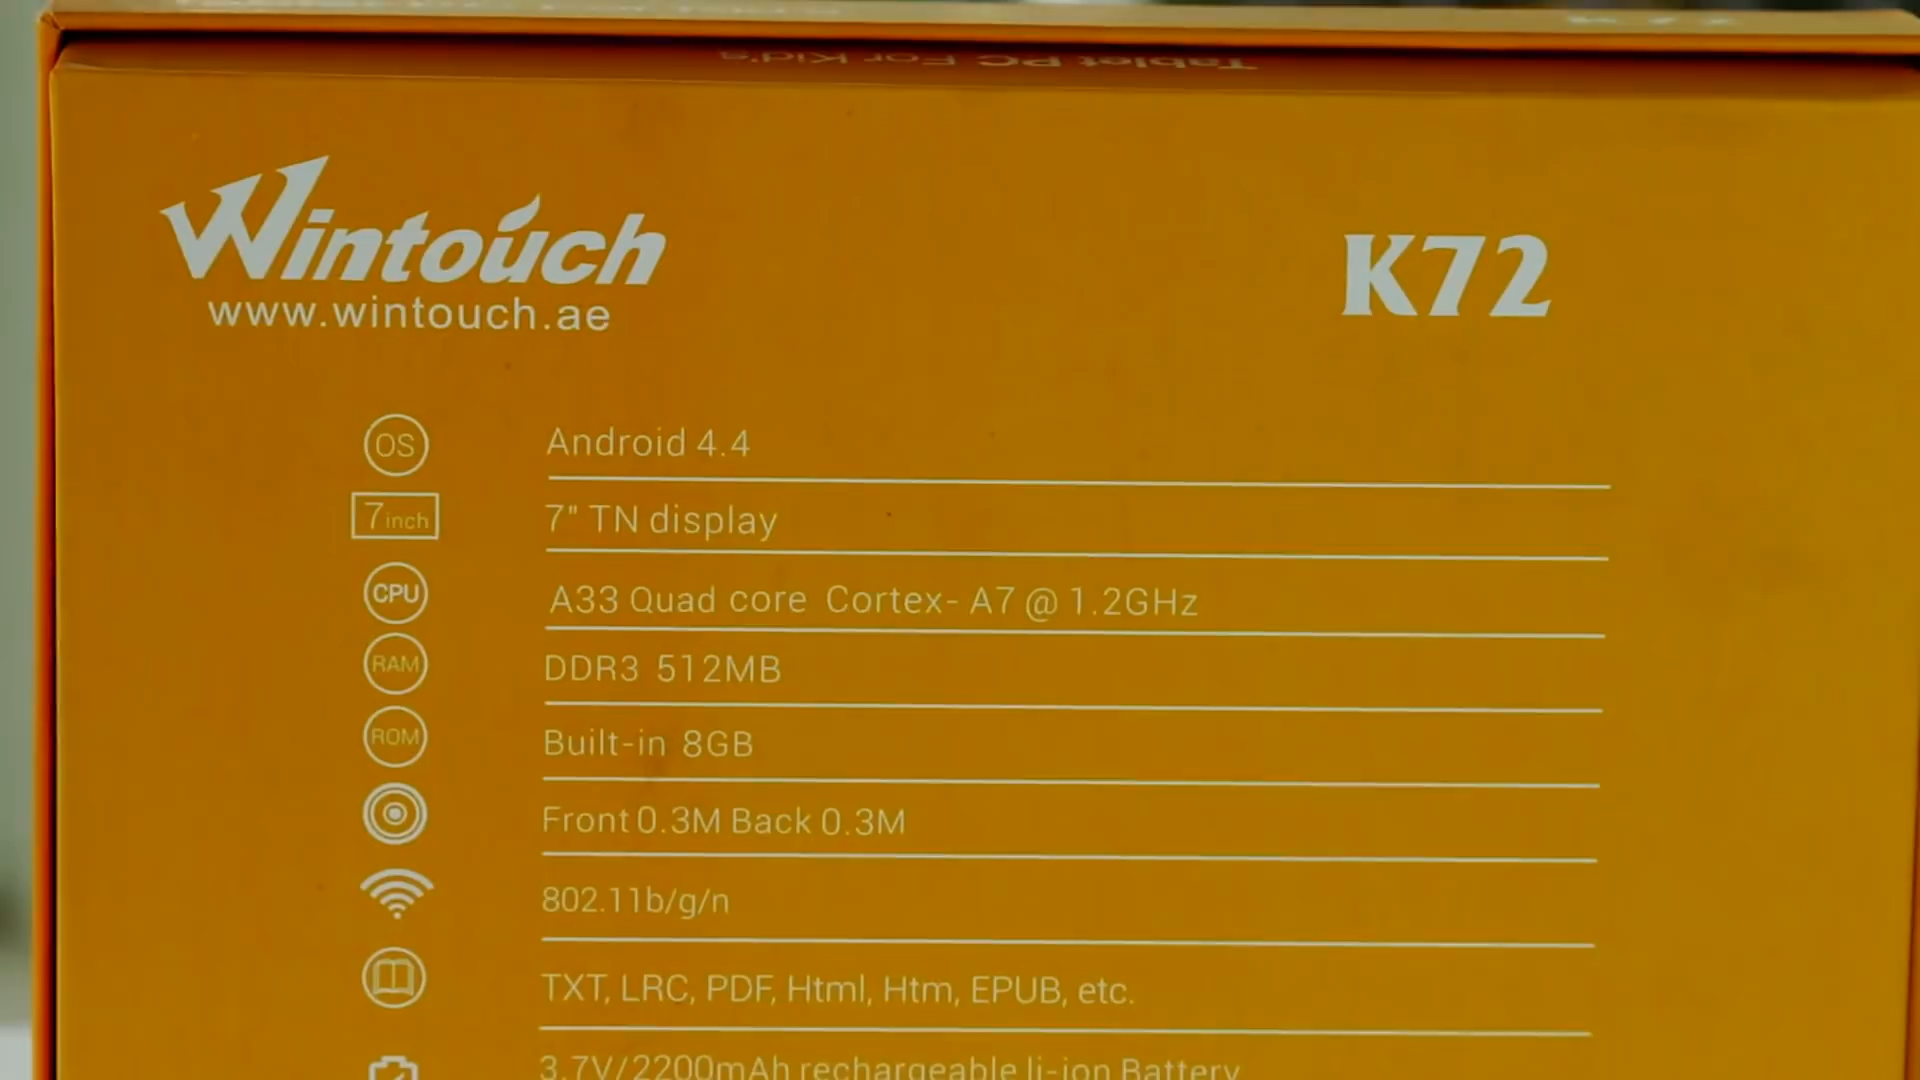 Tablet PC For Kid's
Wintouch
www.wintouch.ae
K72
OS
Android 4.4
7inch
7" TN display
CPU
A33 Quad core Cortex- A7 @ 1.2GHz
RAM
DDR3 512MB
ROM
Built-in 8GB
Front 0.3M Back 0.3M
802.11b/g/n
TXT, LRC, PDF, Html, Htm, EPUB, etc.
3.7V/2200mAh rechargeable li-ion Battery